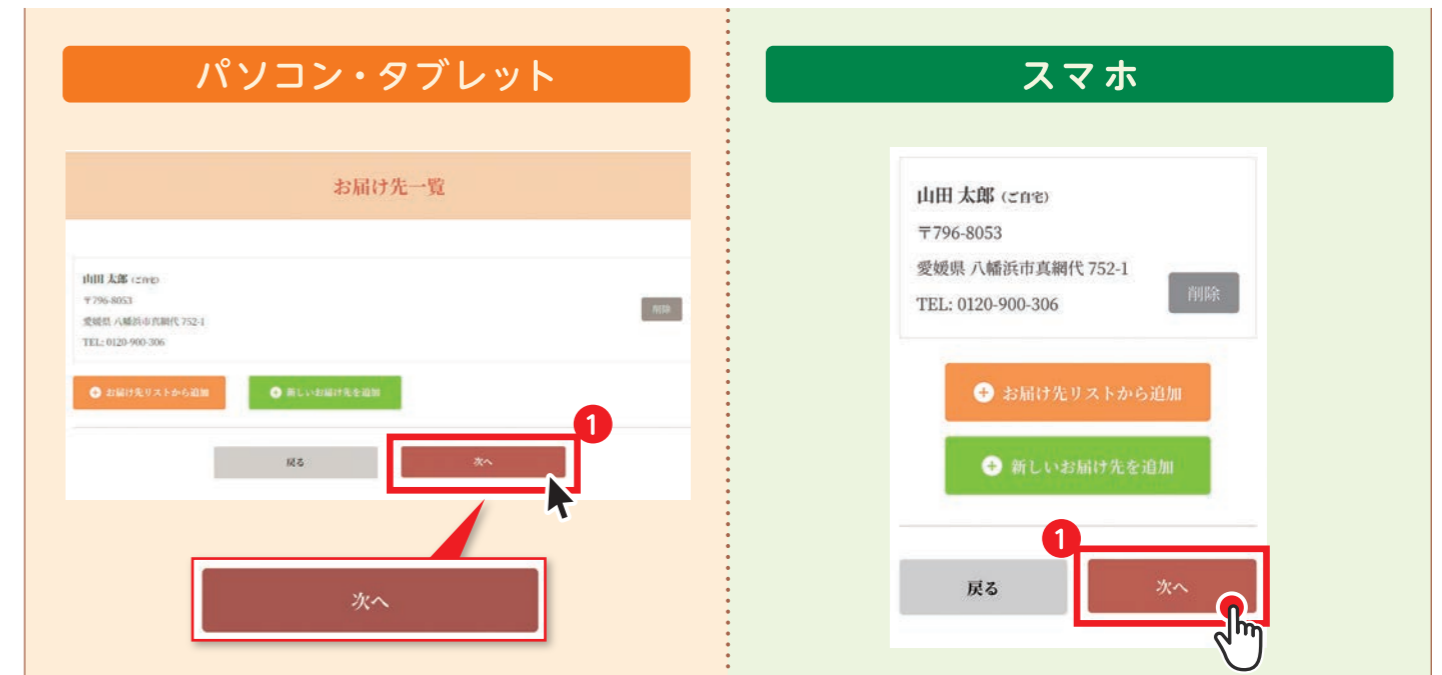 パソコン・タブレット
お届け先一覧
山田 太郎 (ご自宅)
〒796-8053
愛媛県 八幡浜市真網代 752-1
TEL: 0120-900-306
削除
お届け先リストから追加
新しいお届け先を追加
1
戻る
次へ
次へ
スマホ
山田 太郎 (ご自宅)
〒796-8053
愛媛県 八幡浜市真網代 752-1
TEL: 0120-900-306
削除
お届け先リストから追加
新しいお届け先を追加
1
戻る
次へ